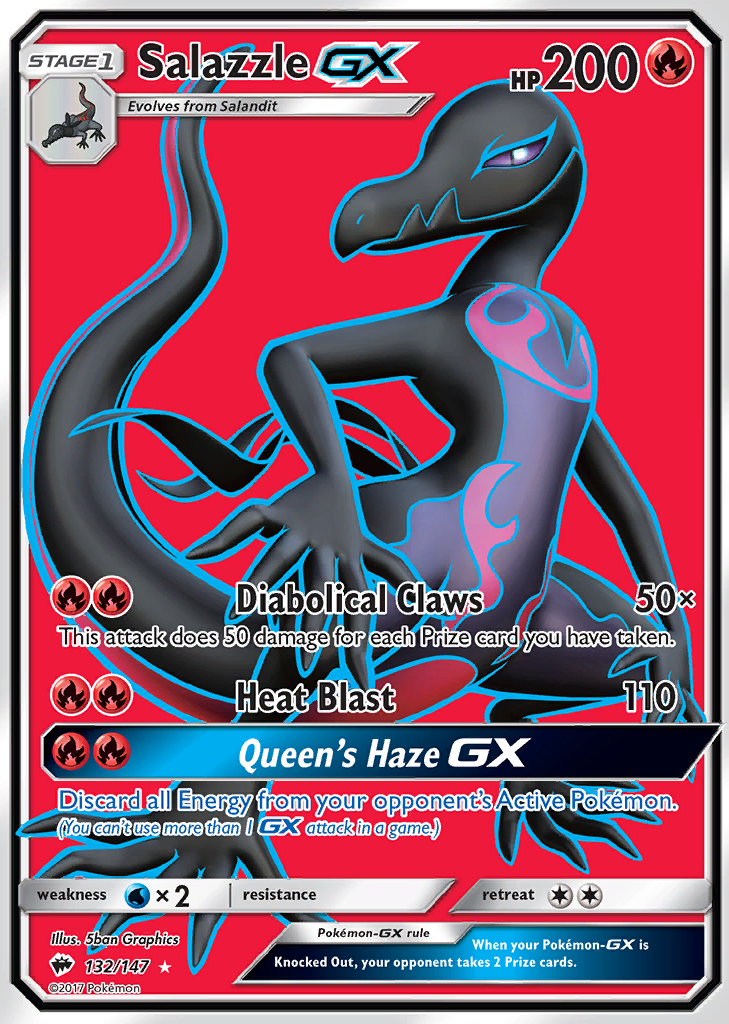 STAGE1 Salazzle GX HP200
Evolves from Salandit
Diabolical Claws 50×
This attack does 50 damage for each Prize card you have taken.
Heat Blast 110
Queen's Haze GX
Discard all Energy from your opponent's Active Pokémon.
(You can't use more than 1 GX attack in a game.)
weakness ×2 resistance retreat
Illus. 5ban Graphics
132/147
©2017 Pokémon
Pokémon-GX rule
When your Pokémon-GX is
Knocked Out, your opponent takes 2 Prize cards.